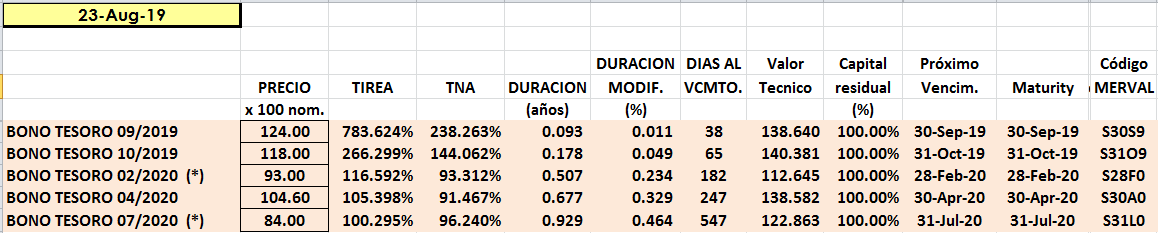 23-Aug-19
DURACION DIAS AL Valor Capital Próximo Código
PRECIO TIREA TNA DURACION MODIF. VCMTO. Tecnico residual Vencim. Maturity MERVAL
x 100 nom. (años) (%) (%)
BONO TESORO 09/2019 124.00 783.624% 238.263% 0.093 0.011 38 138.640 100.00% 30-Sep-19 30-Sep-19 S30S9
BONO TESORO 10/2019 118.00 266.299% 144.062% 0.178 0.049 65 140.381 100.00% 31-Oct-19 31-Oct-19 S31O9
BONO TESORO 02/2020 (*) 93.00 116.592% 93.312% 0.507 0.234 182 112.645 100.00% 28-Feb-20 28-Feb-20 S28F0
BONO TESORO 04/2020 104.60 105.398% 91.467% 0.677 0.329 247 138.582 100.00% 30-Apr-20 30-Apr-20 S30A0
BONO TESORO 07/2020 (*) 84.00 100.295% 96.240% 0.929 0.464 547 122.863 100.00% 31-Jul-20 31-Jul-20 S31L0